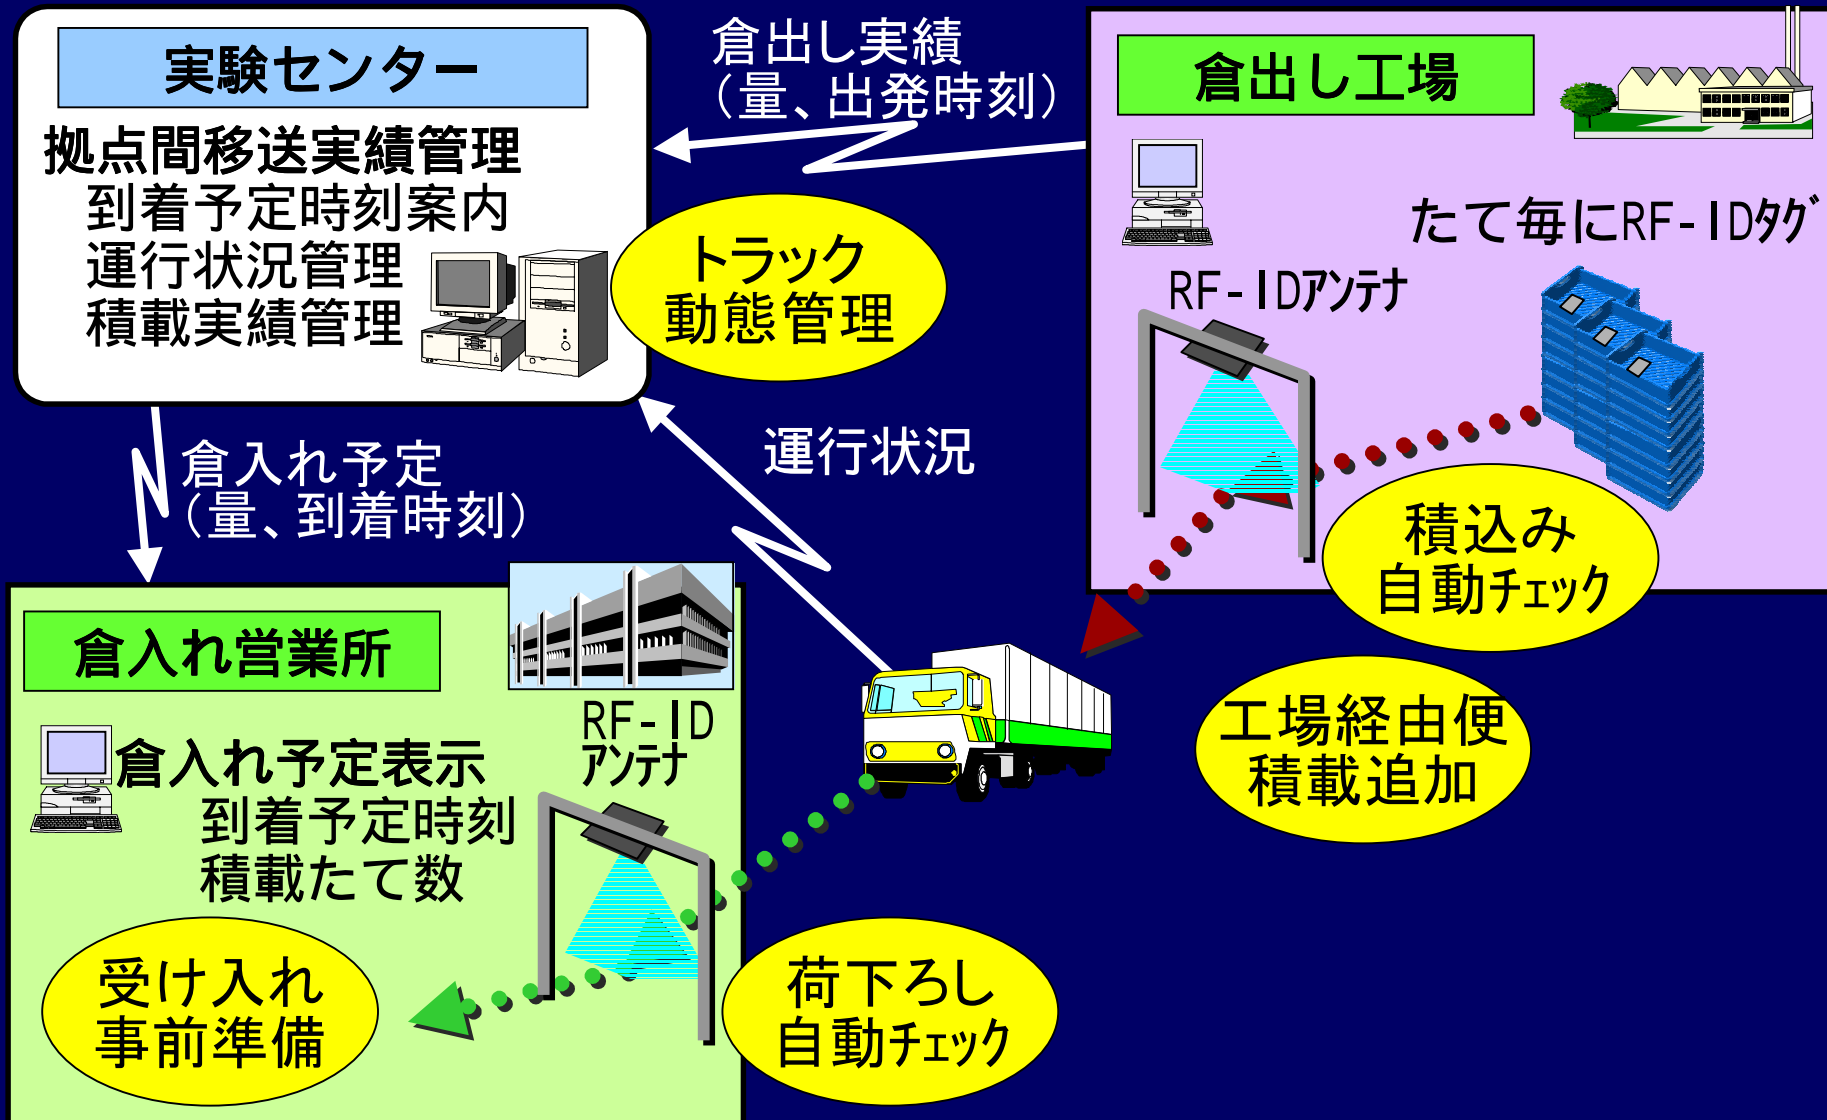 実験センター
拠点間移送実績管理
到着予定時刻案内
運行状況管理
積載実績管理
倉出し実績
（量、出発時刻）
トラック
動態管理
倉出し工場
たて毎にRF-IDﾀｸﾞ
RF-IDｱﾝﾃﾅ
積込み
自動ﾁｪｯｸ
倉入れ予定
（量、到着時刻）
運行状況
工場経由便
積載追加
倉入れ営業所
RF-ID
ｱﾝﾃﾅ
倉入れ予定表示
到着予定時刻
積載たて数
受け入れ
事前準備
荷下ろし
自動ﾁｪｯｸ